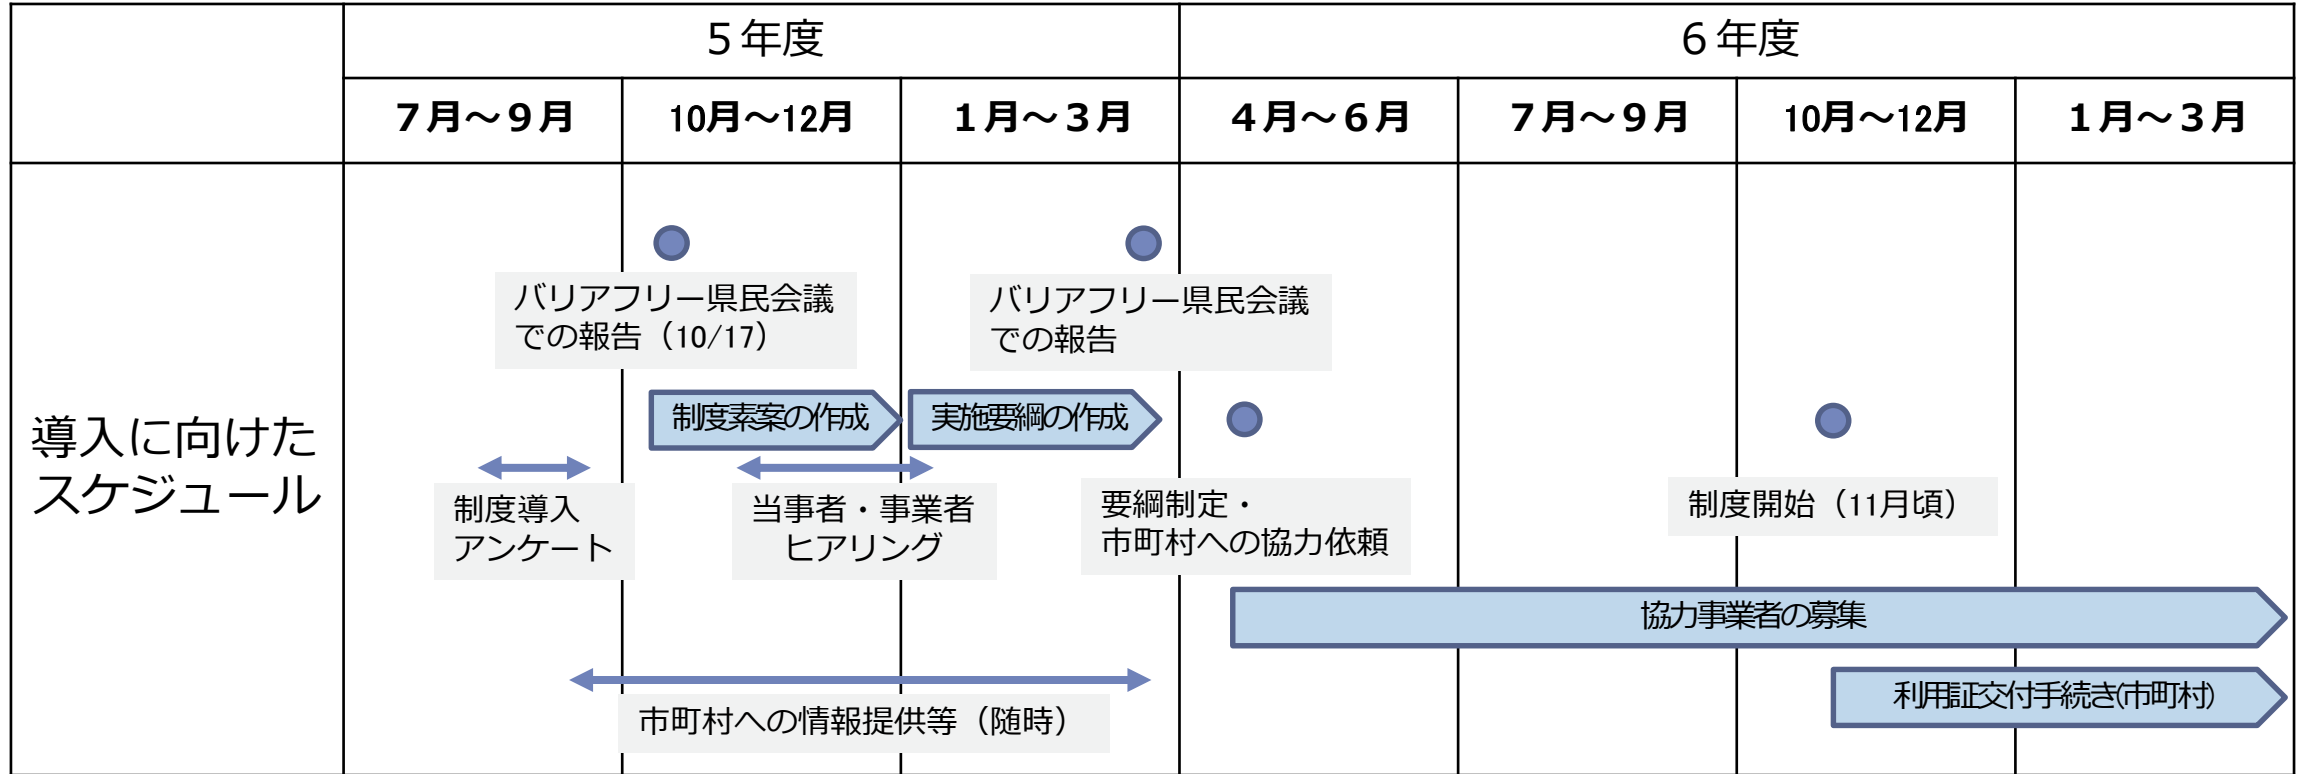 ５年度
６年度
７月～９月
10月～12月
１月～３月
４月～６月
７月～９月
10月～12月
１月～３月
導入に向けた
スケジュール
バリアフリー県民会議
での報告（10/17）
バリアフリー県民会議
での報告
制度素案の作成
実施要綱の作成
制度導入
アンケート
当事者・事業者
ヒアリング
要綱制定・
市町村への協力依頼
制度開始（11月頃）
協力事業者の募集
利用証交付手続き(市町村)
市町村への情報提供等（随時）